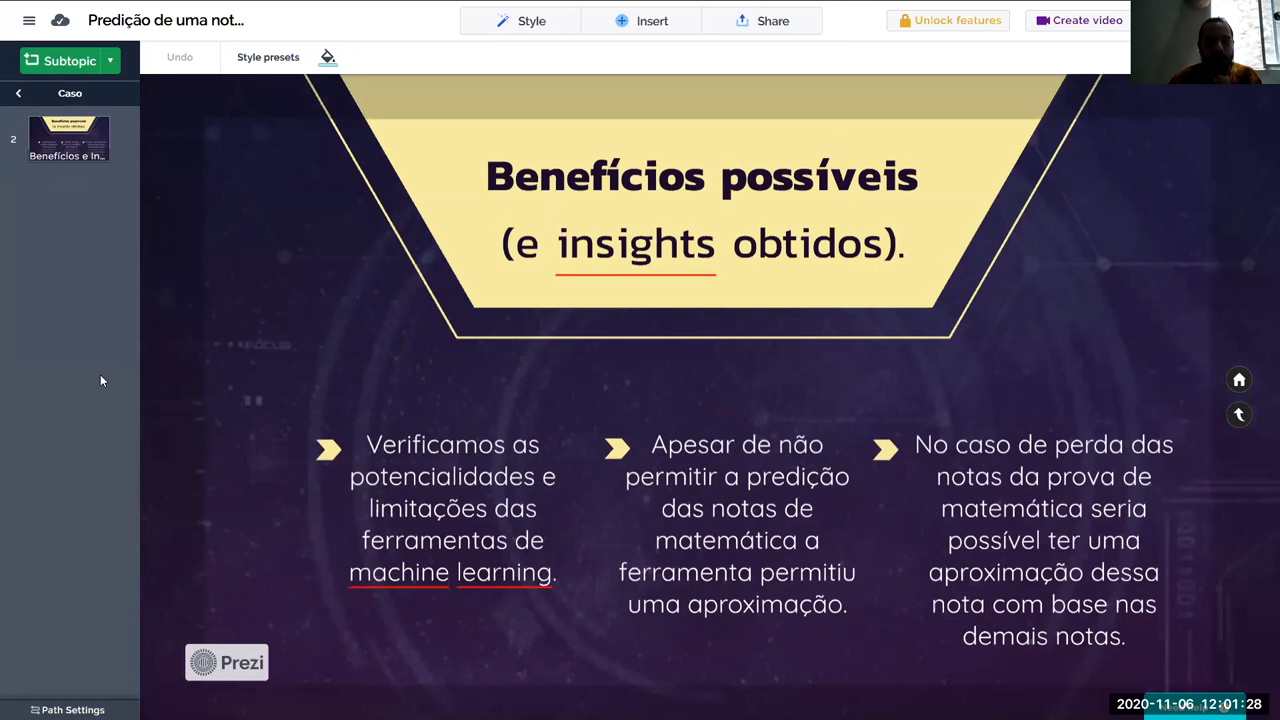 Predição de uma not...
Style
Insert
Share
Unlock features
Create video
Subtopic
Undo
Style presets
Caso
2
Benefícios possíveis
(e insights obtidos).
Benefícios e In...
Benefícios possíveis
(e insights obtidos).
Verificamos as
potencialidades e
limitações das
ferramentas de
machine learning.
Apesar de não
permitir a predição
das notas de
matemática a
ferramenta permitiu
uma aproximação.
No caso de perda das
notas da prova de
matemática seria
possível ter uma
aproximação dessa
nota com base nas
demais notas.
Prezi
Path Settings
2020-11-06 12:01:28